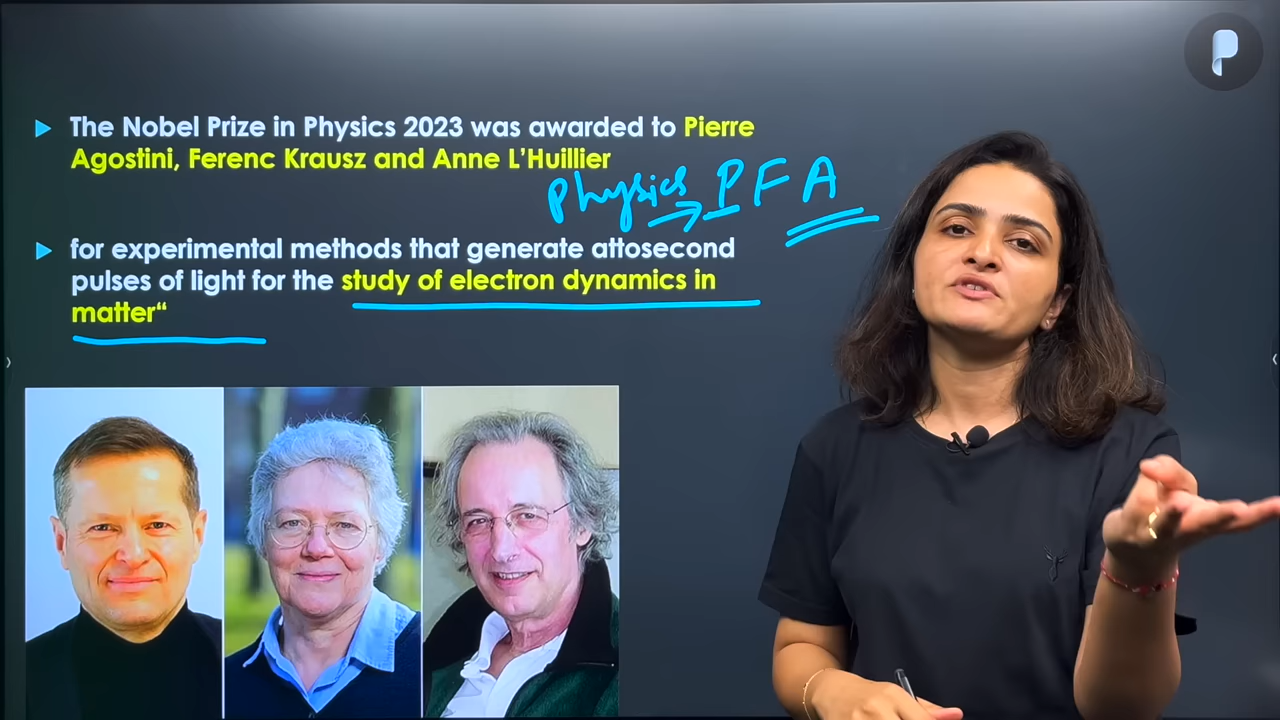 The Nobel Prize in Physics 2023 was awarded to Pierre
Agostini, Ferenc Krausz and Anne L’Huillier
Physics → P F A
for experimental methods that generate attosecond
pulses of light for the study of electron dynamics in
matter“